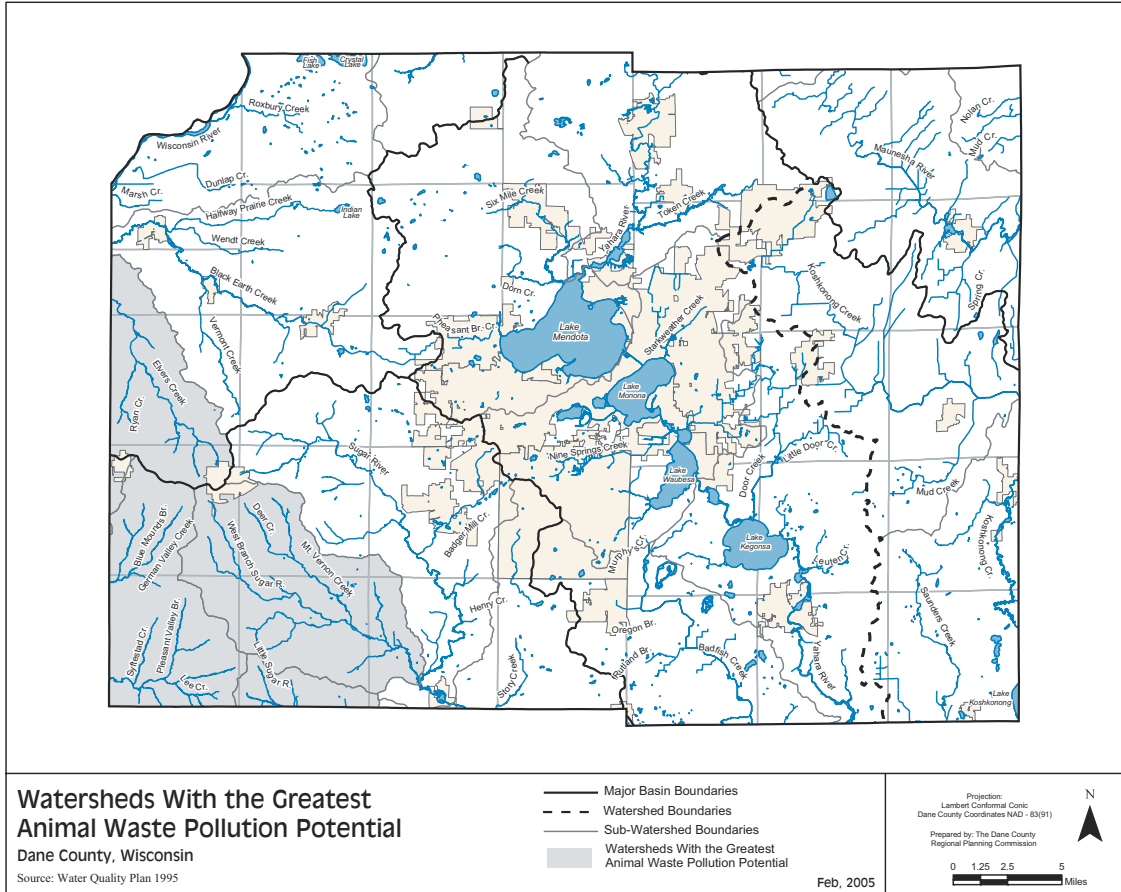 Fish
Lake
Crystal
Lake
Roxbury Creek
Wisconsin River
Nolan Cr.
Mud Cr.
Maunesha River
Marsh Cr.
Dunlap Cr.
Halfway Prairie Creek
Indian
Lake
Six Mile Creek
Token Creek
Yahara River
Wendt Creek
Black Earth Creek
Dorn Cr.
Koshkonong Creek
Spring Cr.
Vermont Creek
Pheasant Br. Cr.
Lake
Mendota
Starkweather Creek
Elvers Creek
Ryan Cr.
Lake
Monona
Sugar River
Nine Springs Creek
Little Door Cr.
Door Creek
Lake
Waubesa
Mud Creek
Blue Mounds Br.
German Valley Creek
Deer Cr.
West Branch Sugar R.
Mt. Vernon Creek
Badger Mill Cr.
Murphy's Cr.
Lake
Kegonsa
Koshkonong Cr.
Leuten Cr.
Henry Cr.
Oregon Br.
Saunders Creek
Syftestad Cr.
Pleasant Valley Br.
Little Sugar R.
Lee Cr.
Story Creek
Rutland Br.
Badfish Creek
Yahara River
Lake
Koshkonong
Watersheds With the Greatest
Animal Waste Pollution Potential
Dane County, Wisconsin
Source: Water Quality Plan 1995
Major Basin Boundaries
Watershed Boundaries
Sub-Watershed Boundaries
Watersheds With the Greatest
Animal Waste Pollution Potential
Feb, 2005
Projection:
Lambert Conformal Conic
Dane County Coordinates NAD - 83(91)
Prepared by: The Dane County
Regional Planning Commission
N
0 1.25 2.5 5
Miles